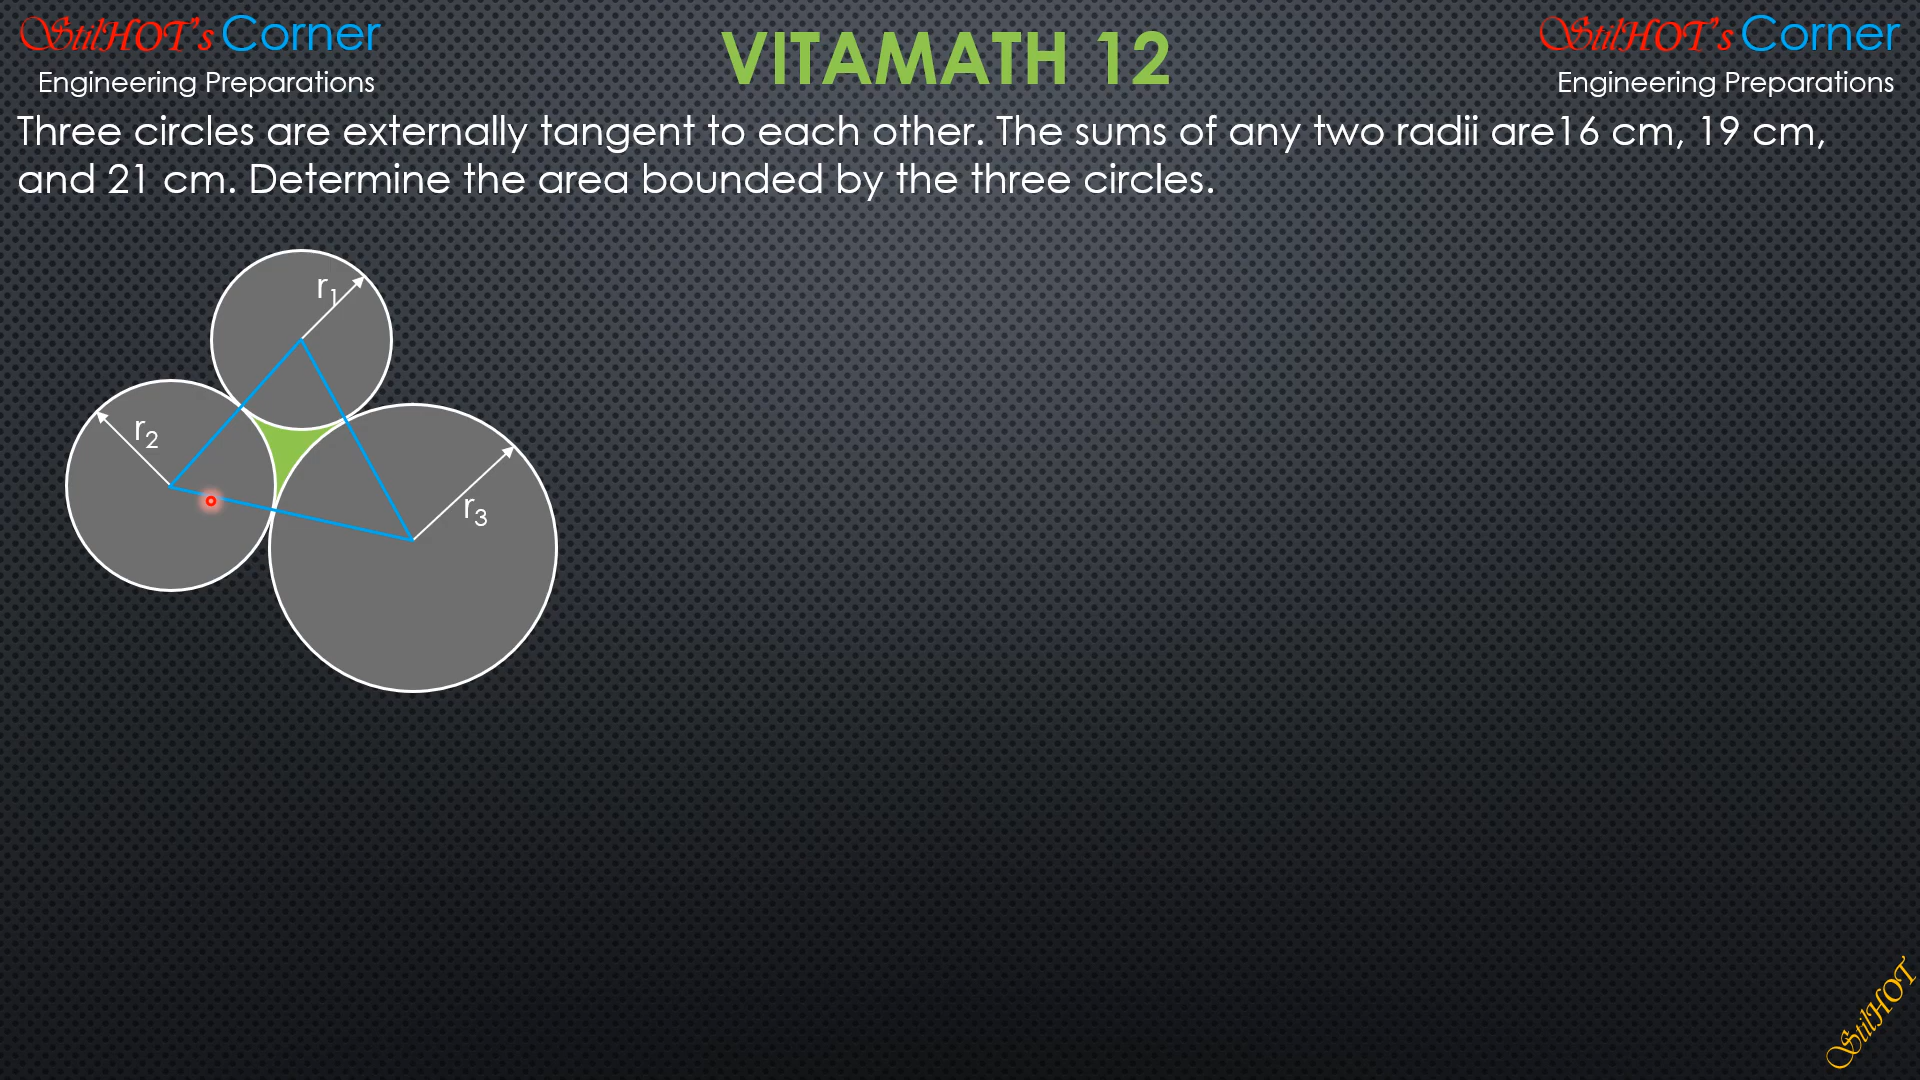 StilHOT's Corner
Engineering Preparations
VITAMATH 12
StilHOT's Corner
Engineering Preparations
Three circles are externally tangent to each other. The sums of any two radii are16 cm, 19 cm,
and 21 cm. Determine the area bounded by the three circles.
r1
r2
r3
StilHOT